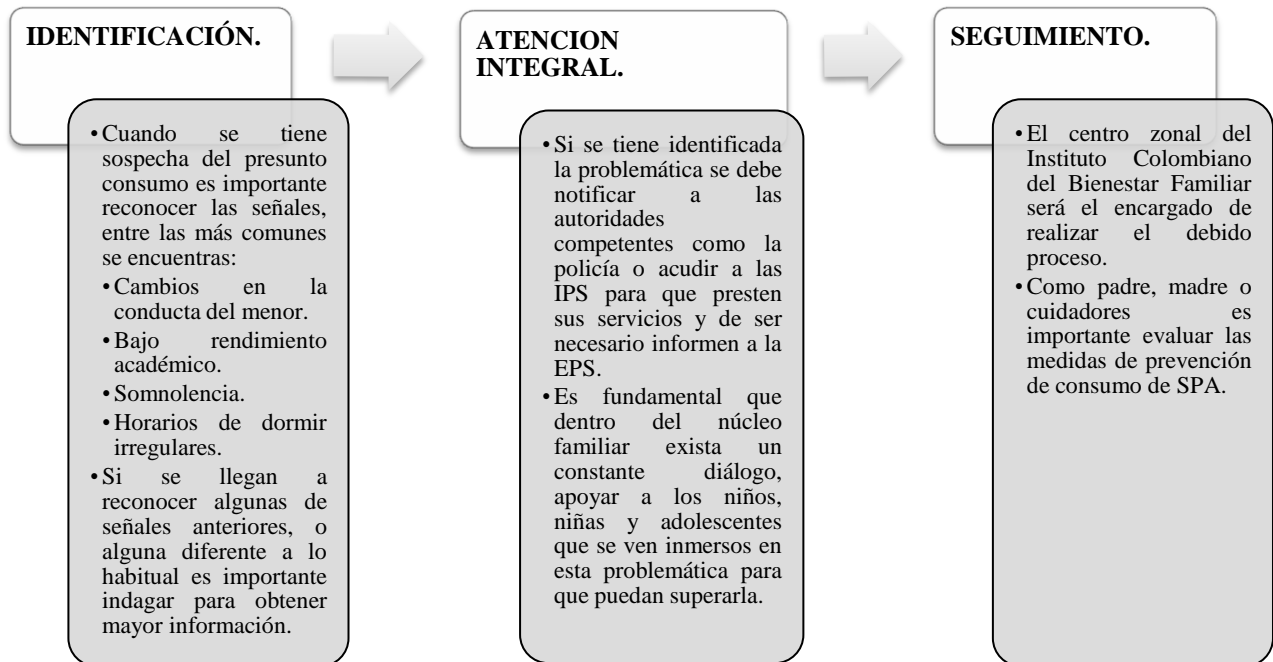 IDENTIFICACIÓN.
•Cuando se tiene
sospecha del presunto
consumo es importante
reconocer las señales,
entre las más comunes
se encuentras:
•Cambios en la
conducta del menor.
•Bajo rendimiento
académico.
•Somnolencia.
•Horarios de dormir
irregulares.
•Si se llegan a
reconocer algunas de
señales anteriores, o
alguna diferente a lo
habitual es importante
indagar para obtener
mayor información.
ATENCION
INTEGRAL.
•Si se tiene identificada
la problemática se debe
notificar a las
autoridades
competentes como la
policía o acudir a las
IPS para que presten
sus servicios y de ser
necesario informen a la
EPS.
•Es fundamental que
dentro del núcleo
familiar exista un
constante diálogo,
apoyar a los niños,
niñas y adolescentes
que se ven inmersos en
esta problemática para
que puedan superarla.
SEGUIMIENTO.
•El centro zonal del
Instituto Colombiano
del Bienestar Familiar
será el encargado de
realizar el debido
proceso.
•Como padre, madre o
cuidadores es
importante evaluar las
medidas de prevención
de consumo de SPA.